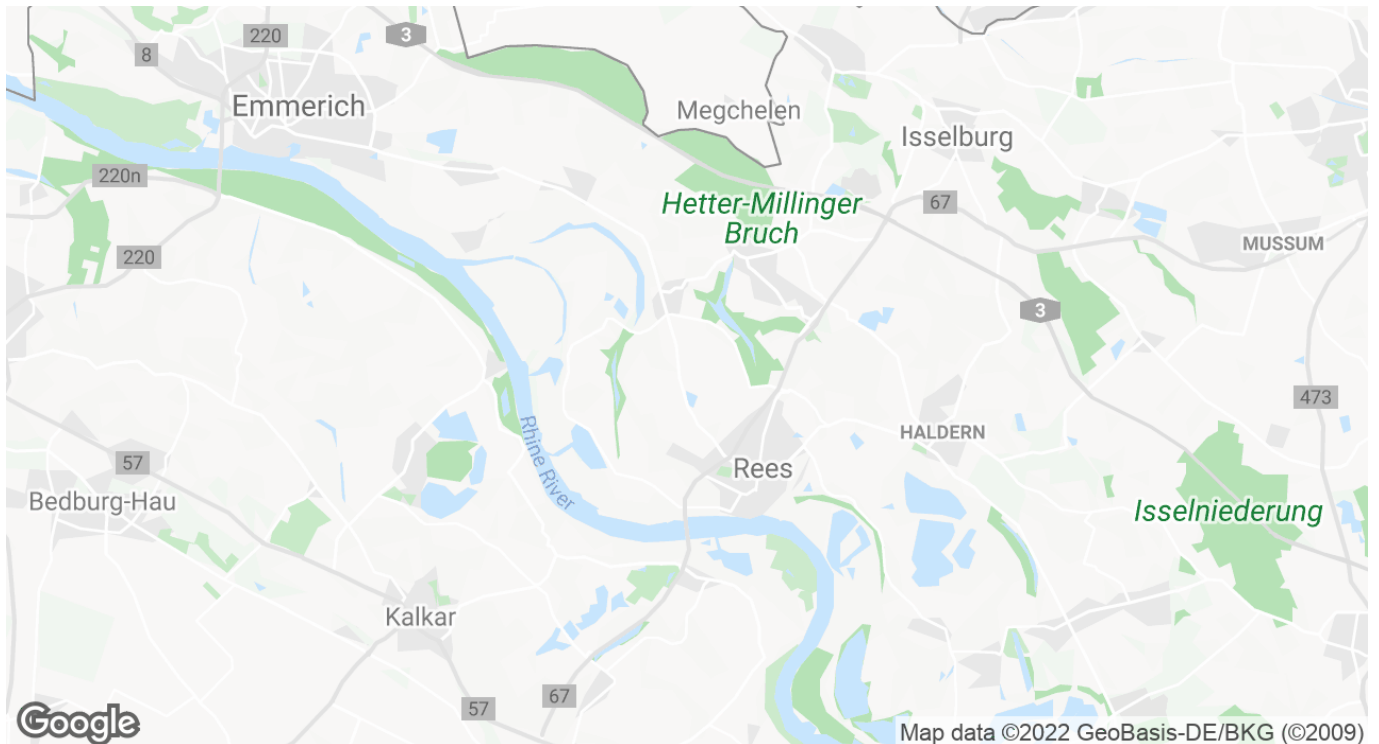 220
3
8
Emmerich
Megchelen
Isselburg
220n
Hetter-Millinger
Bruch
67
MUSSUM
220
3
473
HALDERN
Rhine River
57
Rees
Bedburg-Hau
Isselniederung
Kalkar
67
57
Google
Map data ©2022 GeoBasis-DE/BKG (©2009)